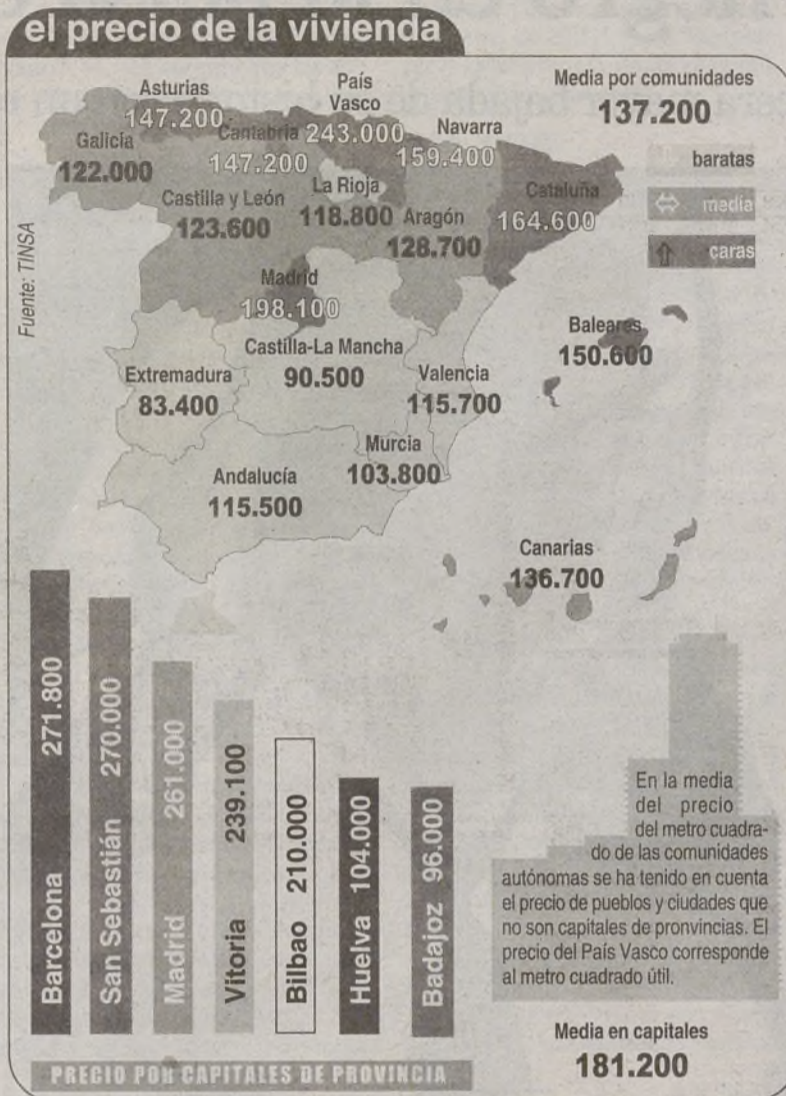 el precio de la vivienda
Asturias
147.200
País
Vasco
243.000
Media por comunidades
137.200
Galicia
122.000
Cantabria
147.200
Navarra
159.400
baratas
media
caras
Castilla y León
123.600
La Rioja
118.800
Aragón
128.700
Cataluña
164.600
Fuente: TINSA
Madrid
198.100
Baleares
150.600
Extremadura
83.400
Castilla-La Mancha
90.500
Valencia
115.700
Murcia
103.800
Andalucía
115.500
Canarias
136.700
Barcelona 271.800
San Sebastián 270.000
Madrid 261.000
Vitoria 239.100
Bilbao 210.000
Huelva 104.000
Badajoz 96.000
PRECIO POR CAPITALES DE PROVINCIA
En la media
del precio
del metro cuadra-
do de las comunidades
autónomas se ha tenido en cuenta
el precio de pueblos y ciudades que
no son capitales de pronvincias. El
precio del País Vasco corresponde
al metro cuadrado útil.
Media en capitales
181.200